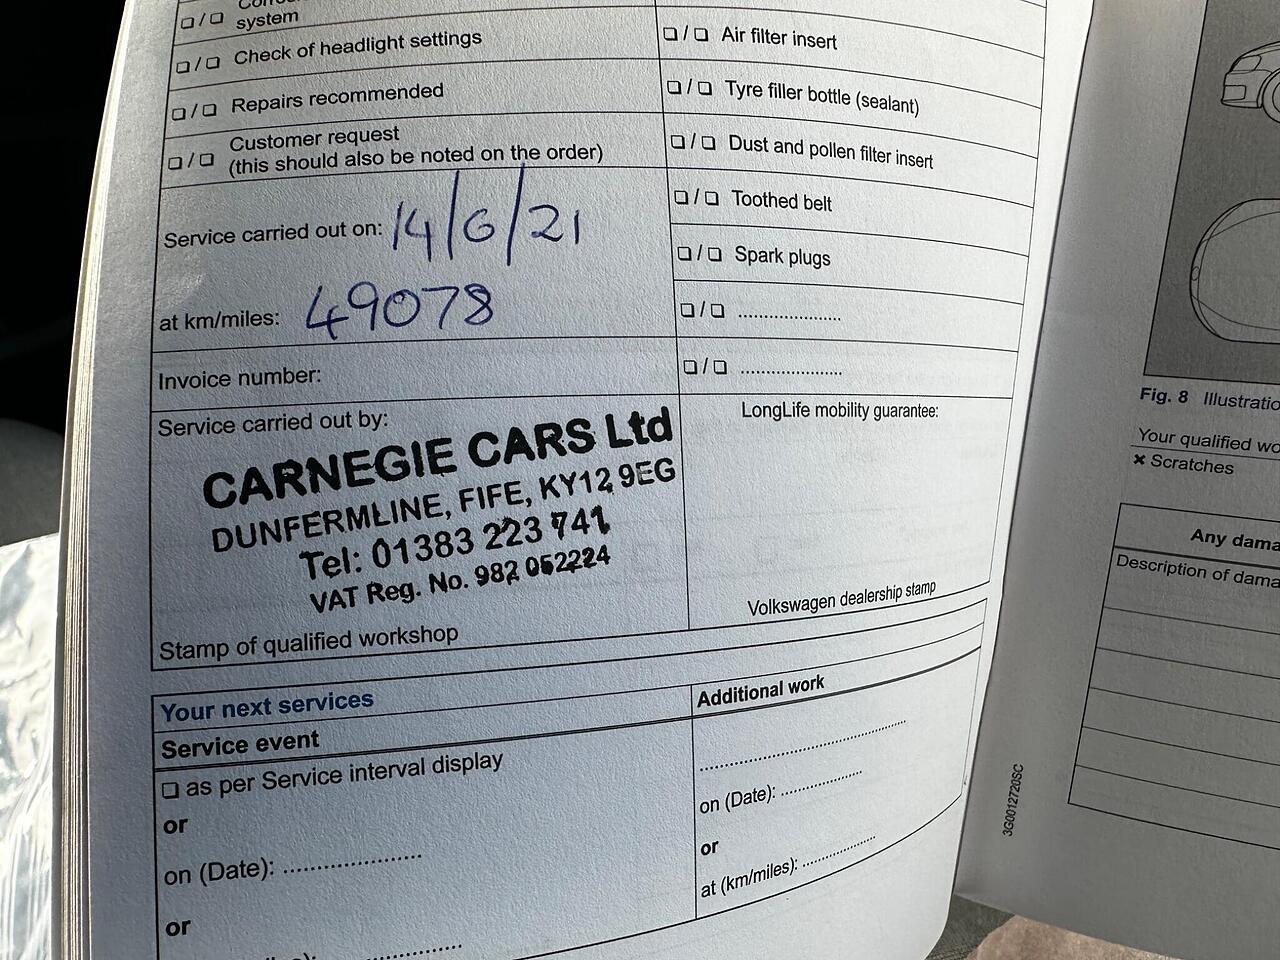 system
❏ / ❏ Check of headlight settings
❏ / ❏ Repairs recommended
❏ / ❏ Customer request
(this should also be noted on the order)
❏ / ❏ Air filter insert
❏ / ❏ Tyre filler bottle (sealant)
❏ / ❏ Dust and pollen filter insert
❏ / ❏ Toothed belt
❏ / ❏ Spark plugs
❏ / ❏ ....................
❏ / ❏ ....................
Service carried out on: 14/6/21
at km/miles: 49078
Invoice number:
Service carried out by:
CARNEGIE CARS Ltd
DUNFERMLINE, FIFE, KY12 9EG
Tel: 01383 223 741
VAT Reg. No. 982 052224
Stamp of qualified workshop
LongLife mobility guarantee:
Volkswagen dealership stamp
Your next services
Service event
❏ as per Service interval display
or
on (Date): ........................
or
Additional work
....................................
on (Date): ..............
or
at (km/miles): .............
3G0012720SC
Fig. 8 Illustratio
Your qualified wo
× Scratches
Any dama
Description of dama